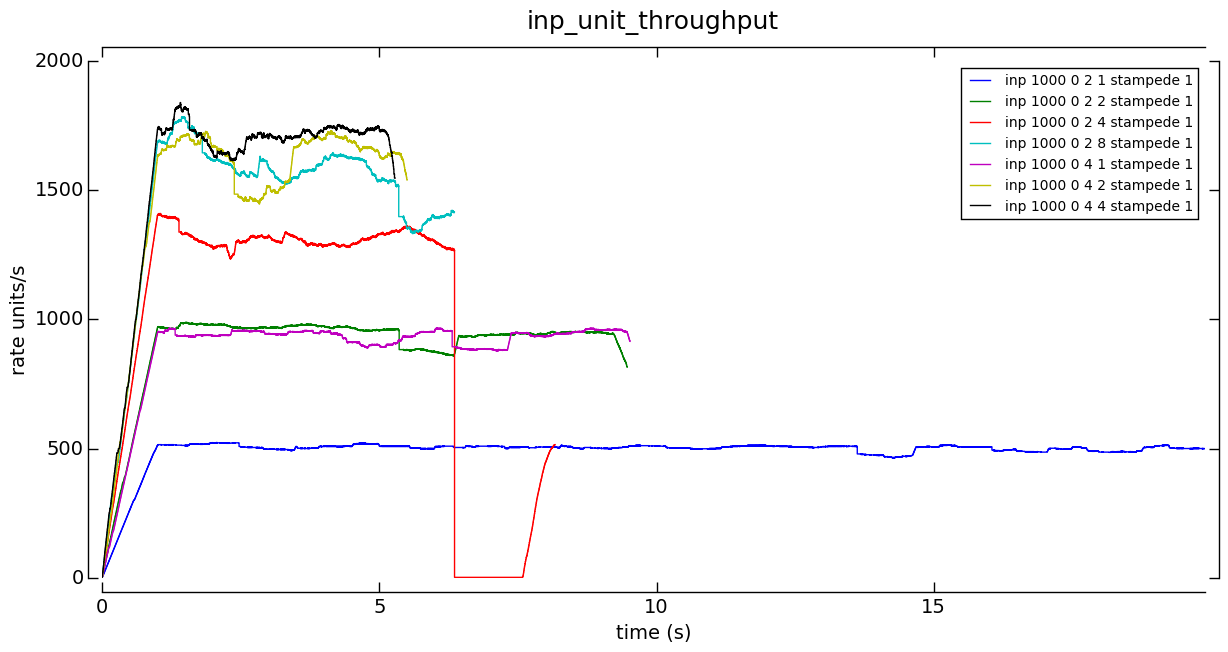 inp_unit_throughput
2000
1500
1000
500
0
rate units/s
0
5
10
15
time (s)
inp 1000 0 2 1 stampede 1
inp 1000 0 2 2 stampede 1
inp 1000 0 2 4 stampede 1
inp 1000 0 2 8 stampede 1
inp 1000 0 4 1 stampede 1
inp 1000 0 4 2 stampede 1
inp 1000 0 4 4 stampede 1